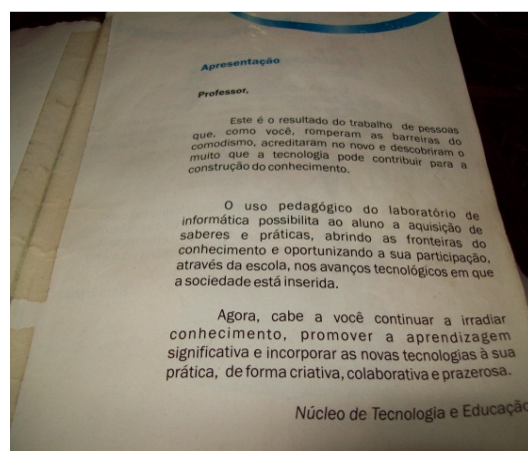 Apresentação
Professor,
Este é o resultado do trabalho de pessoas
que, como você, romperam as barreiras do
comodismo, acreditaram no novo e descobriram o
muito que a tecnologia pode contribuir para a
construção do conhecimento.
O uso pedagógico do laboratório de
informática possibilita ao aluno a aquisição de
saberes e práticas, abrindo as fronteiras do
conhecimento e oportunizando a sua participação,
através da escola, nos avanços tecnológicos em que
a sociedade está inserida.
Agora, cabe a você continuar a irradiar
conhecimento, promover a aprendizagem
significativa e incorporar as novas tecnologias à sua
prática, de forma criativa, colaborativa e prazerosa.
Núcleo de Tecnologia e Educação